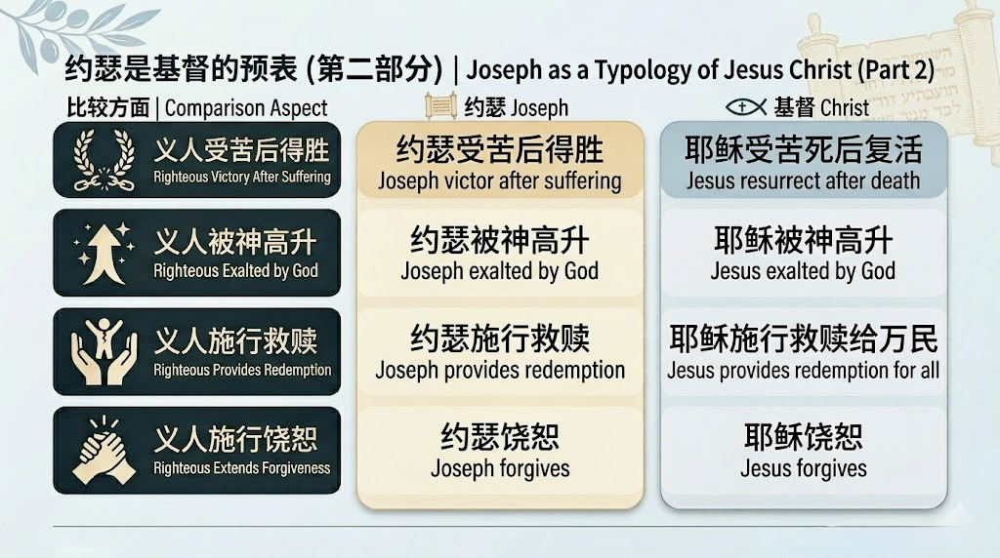 约瑟是基督的预表 (第二部分) | Joseph as a Typology of Jesus Christ (Part 2)
比较方面 | Comparison Aspect
约瑟 Joseph
基督 Christ
义人受苦后得胜
Righteous Victory After Suffering
约瑟受苦后得胜
Joseph victor after suffering
耶稣受苦死后复活
Jesus resurrect after death
义人被神高升
Righteous Exalted by God
约瑟被神高升
Joseph exalted by God
耶稣被神高升
Jesus exalted by God
义人施行救赎
Righteous Provides Redemption
约瑟施行救赎
Joseph provides redemption
耶稣施行救赎给万民
Jesus provides redemption for all
义人施行饶恕
Righteous Extends Forgiveness
约瑟饶恕
Joseph forgives
耶稣饶恕
Jesus forgives